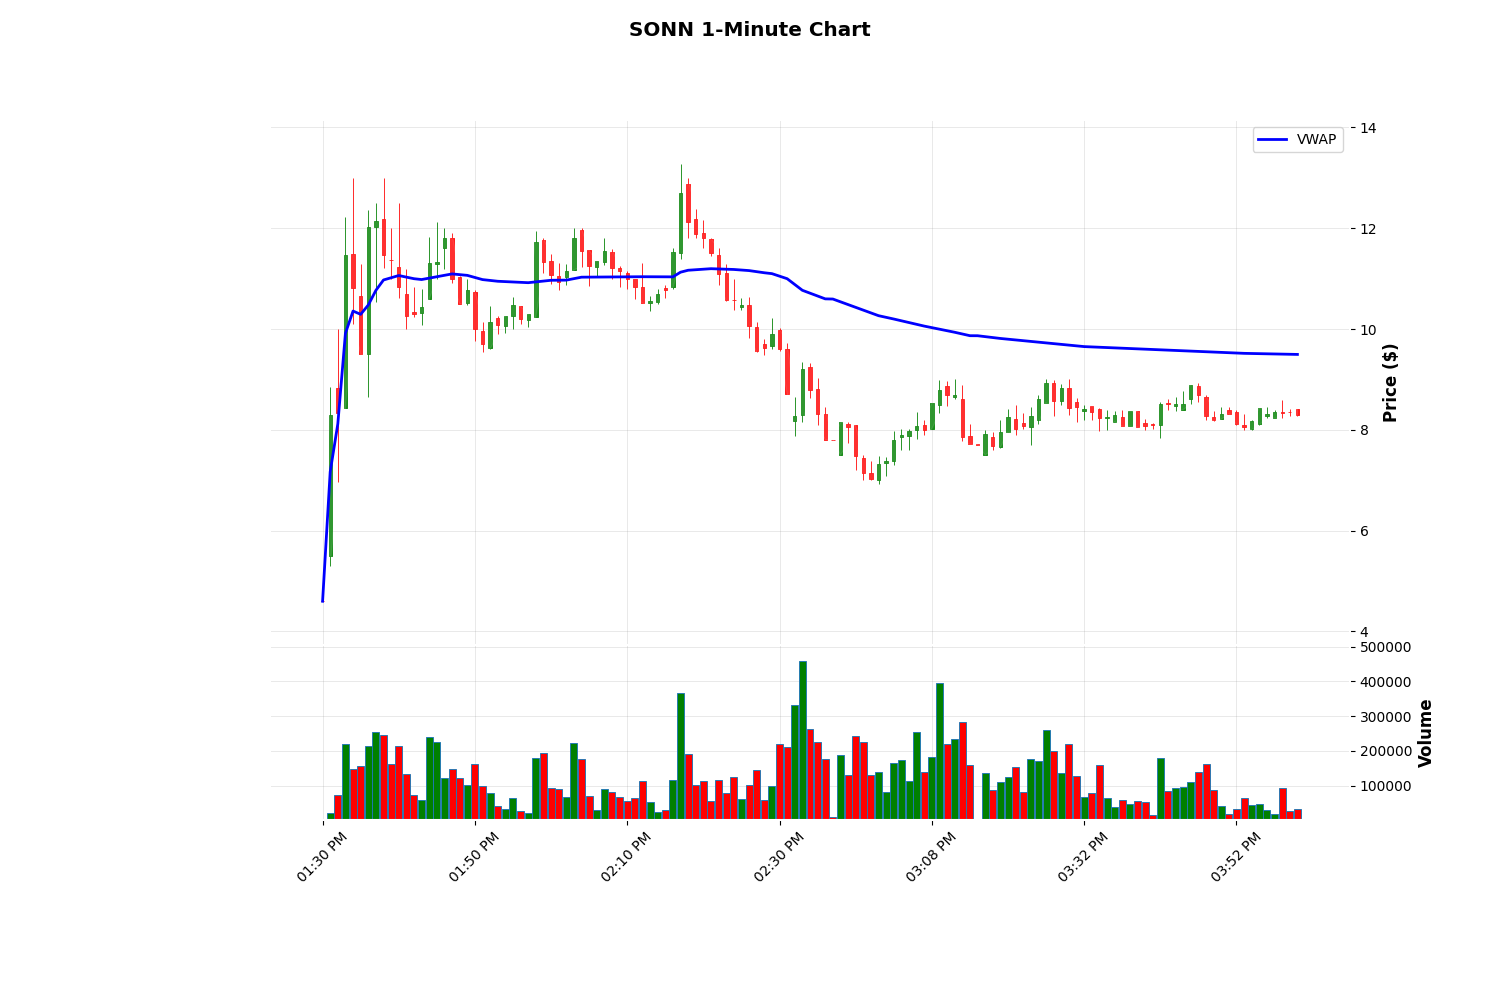 SONN 1-Minute Chart
VWAP
14
12
10
8
6
4
Price ($)
500000
400000
300000
200000
100000
Volume
01:30 PM
01:50 PM
02:10 PM
02:30 PM
03:08 PM
03:32 PM
03:52 PM